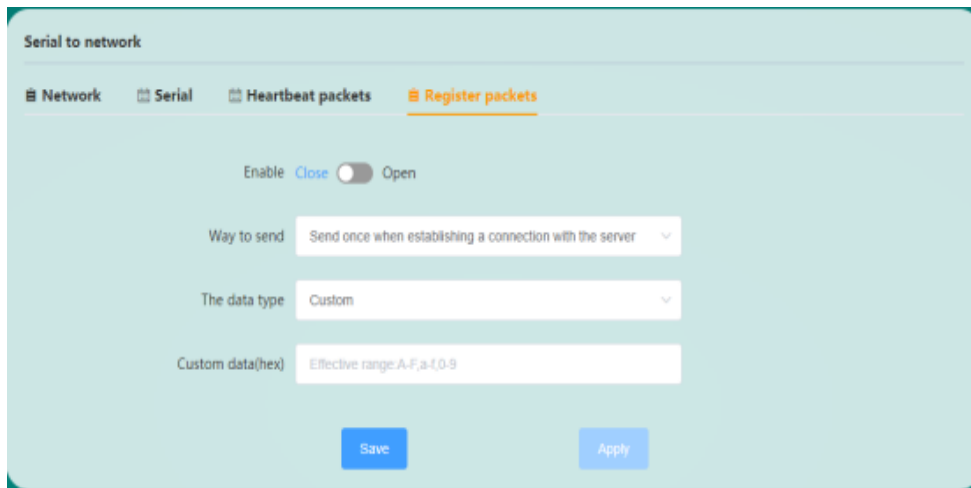 Serial to network
Network Serial Heartbeat packets Register packets
Enable Close Open
Way to send Send once when establishing a connection with the server
The data type Custom
Custom data(hex) Effective range:A-F,a-f,0-9
Save Apply